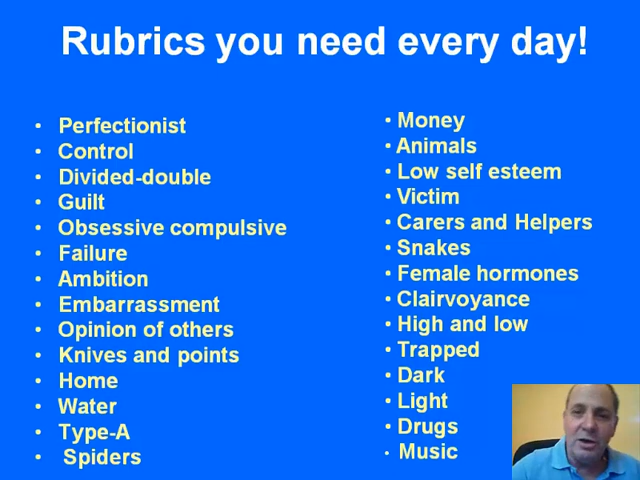 Rubrics you need every day!
• Perfectionist
• Control
• Divided-double
• Guilt
• Obsessive compulsive
• Failure
• Ambition
• Embarrassment
• Opinion of others
• Knives and points
• Home
• Water
• Type-A
• Spiders
• Money
• Animals
• Low self esteem
• Victim
• Carers and Helpers
• Snakes
• Female hormones
• Clairvoyance
• High and low
• Trapped
• Dark
• Light
• Drugs
• Music